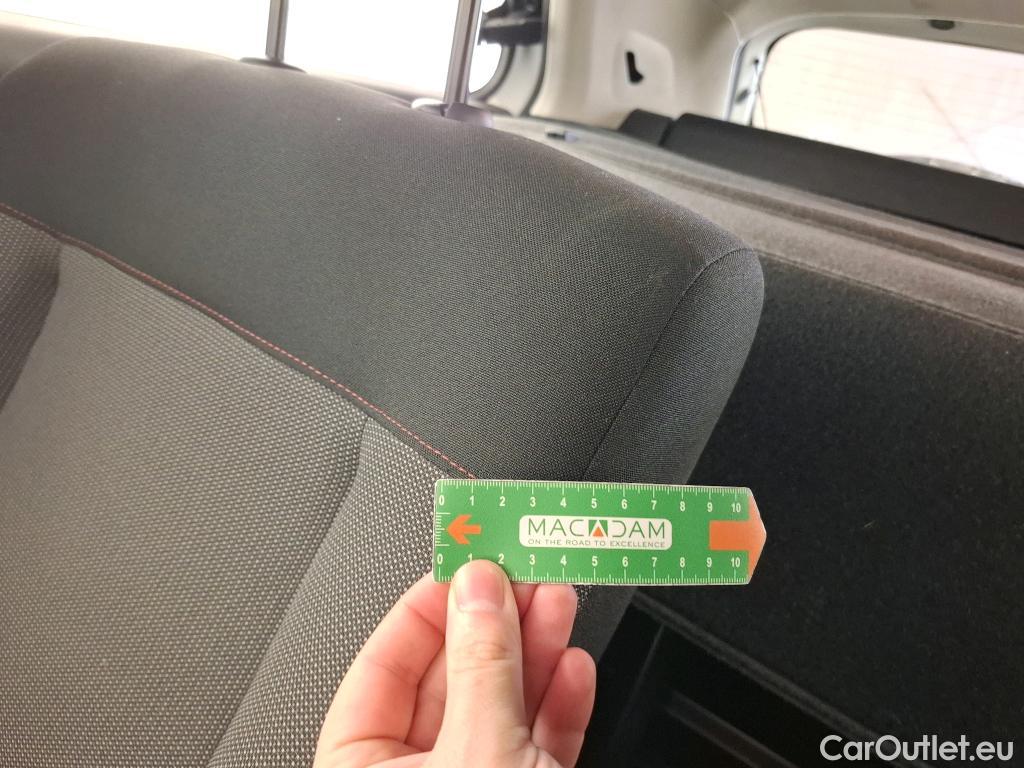 0 1 2 3 4 5 6 7 8 9 10
MACADAM
ON THE ROAD TO EXCELLENCE
0 1 2 3 4 5 6 7 8 9 10
CarOutlet.eu